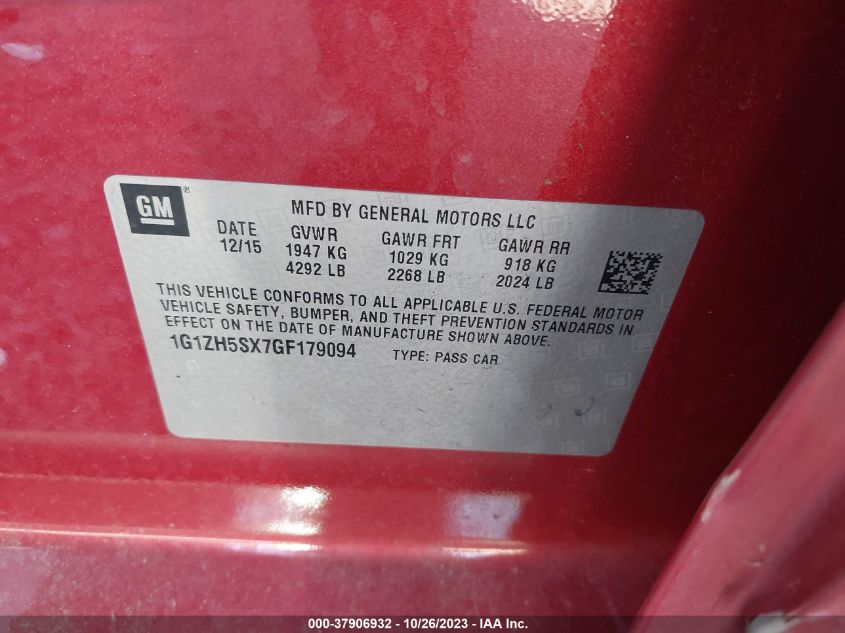 GM ®
MFD BY GENERAL MOTORS LLC
DATE GVWR GAWR FRT GAWR RR
12/15 1947 KG 1029 KG 918 KG
4292 LB 2268 LB 2024 LB
THIS VEHICLE CONFORMS TO ALL APPLICABLE U.S. FEDERAL MOTOR
VEHICLE SAFETY, BUMPER, AND THEFT PREVENTION STANDARDS IN
EFFECT ON THE DATE OF MANUFACTURE SHOWN ABOVE.
1G1ZH5SX7GF179094 TYPE: PASS CAR
000-37906932 - 10/26/2023 - IAA Inc.